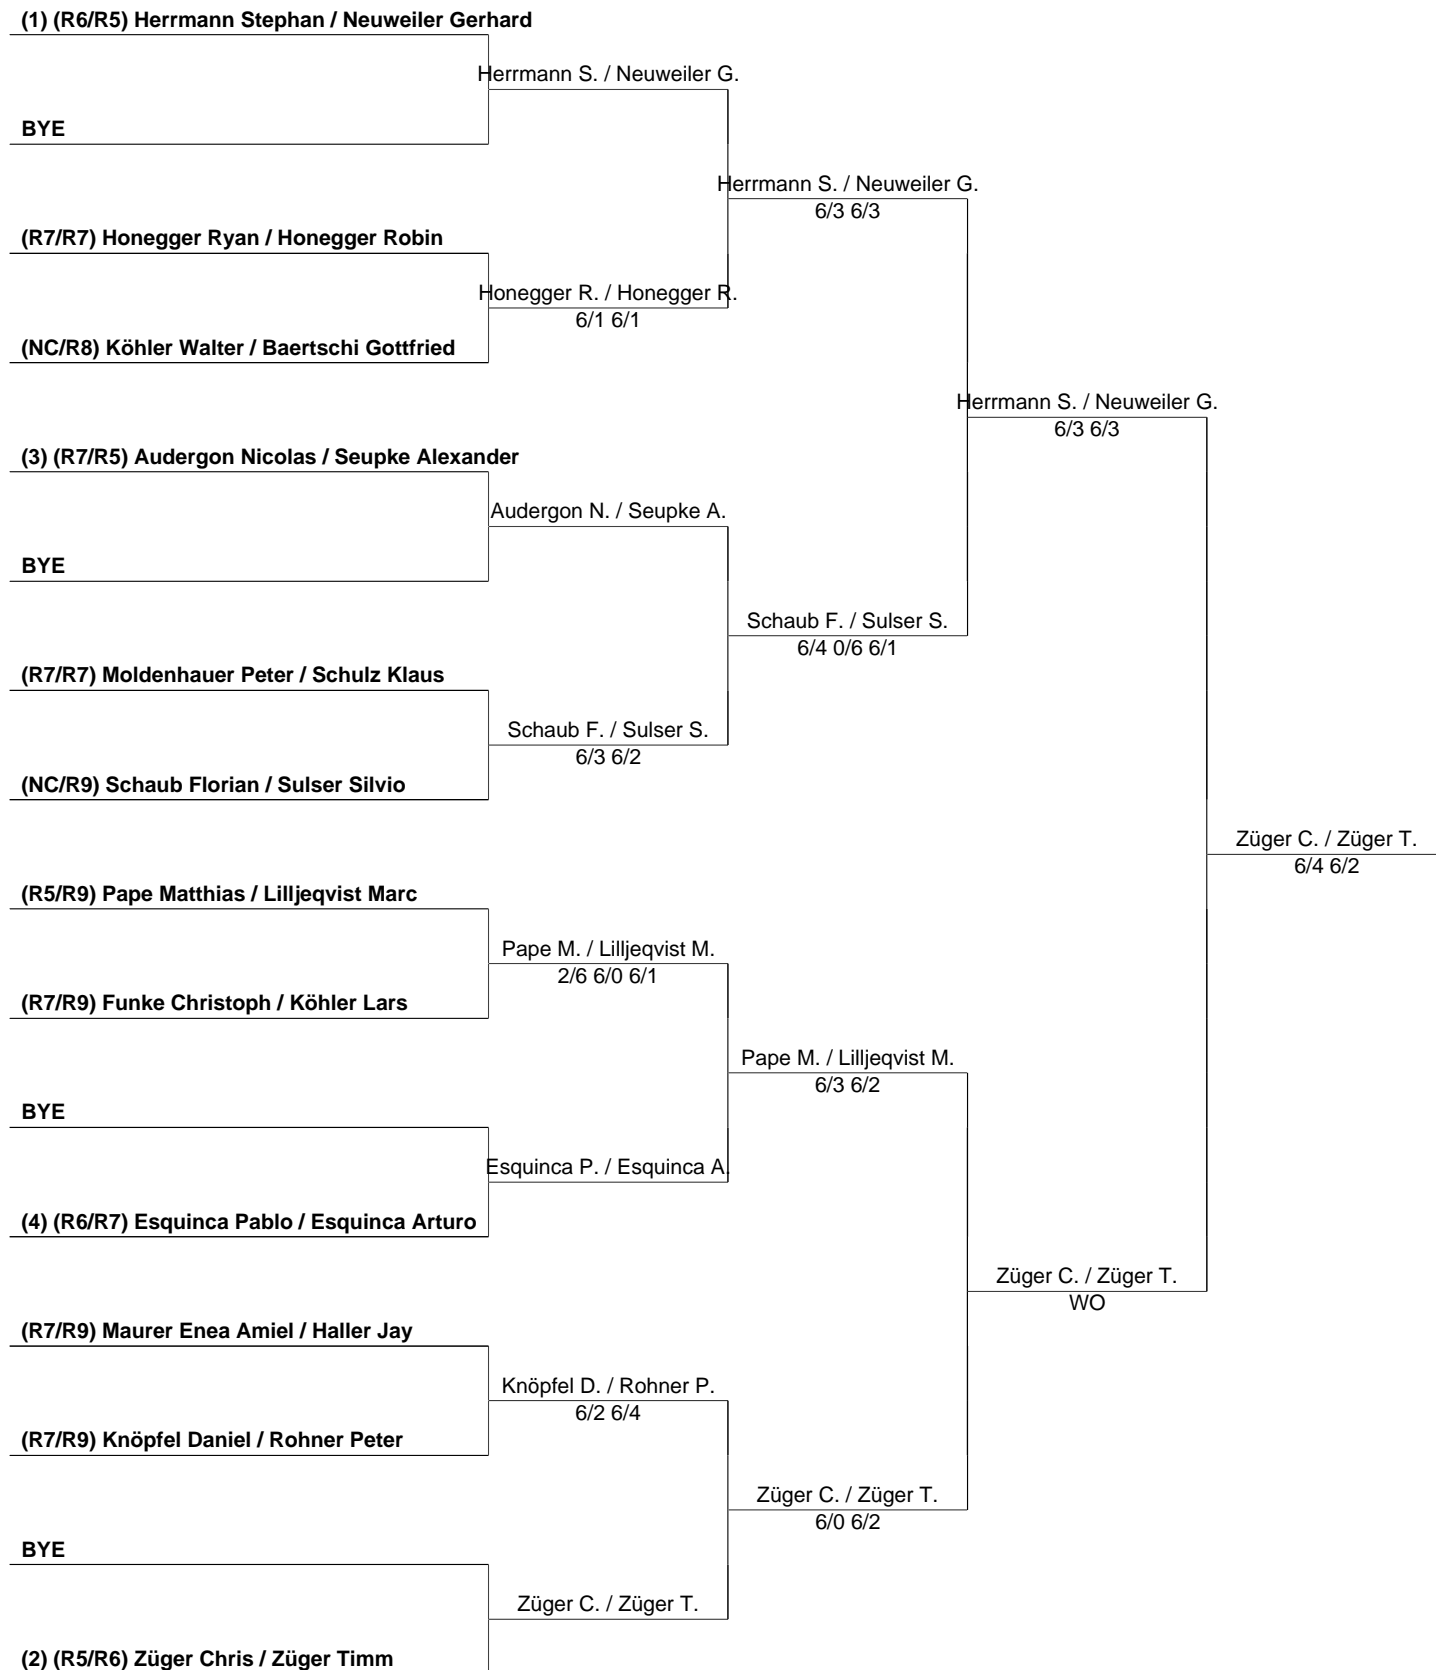 (1) (R6/R5) Herrmann Stephan / Neuweiler Gerhard
Herrmann S. / Neuweiler G.
BYE
Herrmann S. / Neuweiler G.
6/3 6/3
(R7/R7) Honegger Ryan / Honegger Robin
Honegger R. / Honegger R.
6/1 6/1
(NC/R8) Köhler Walter / Baertschi Gottfried
Herrmann S. / Neuweiler G.
6/3 6/3
(3) (R7/R5) Audergon Nicolas / Seupke Alexander
Audergon N. / Seupke A.
BYE
Schaub F. / Sulser S.
6/4 0/6 6/1
(R7/R7) Moldenhauer Peter / Schulz Klaus
Schaub F. / Sulser S.
6/3 6/2
(NC/R9) Schaub Florian / Sulser Silvio
Züger C. / Züger T.
6/4 6/2
(R5/R9) Pape Matthias / Lilljeqvist Marc
Pape M. / Lilljeqvist M.
2/6 6/0 6/1
(R7/R9) Funke Christoph / Köhler Lars
Pape M. / Lilljeqvist M.
6/3 6/2
BYE
Esquinca P. / Esquinca A.
(4) (R6/R7) Esquinca Pablo / Esquinca Arturo
Züger C. / Züger T.
WO
(R7/R9) Maurer Enea Amiel / Haller Jay
Knöpfel D. / Rohner P.
6/2 6/4
(R7/R9) Knöpfel Daniel / Rohner Peter
Züger C. / Züger T.
6/0 6/2
BYE
Züger C. / Züger T.
(2) (R5/R6) Züger Chris / Züger Timm